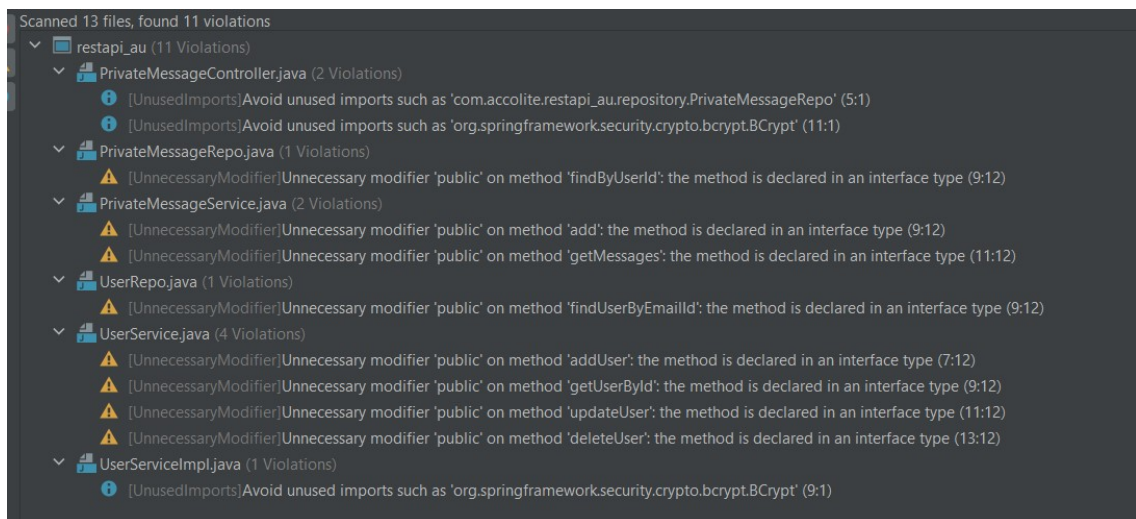 Scanned 13 files, found 11 violations
restapi_au (11 Violations)
PrivateMessageController.java (2 Violations)
[UnusedImports]Avoid unused imports such as 'com.accolite.restapi_au.repository.PrivateMessageRepo' (5:1)
[UnusedImports]Avoid unused imports such as 'org.springframework.security.crypto.bcrypt.BCrypt' (11:1)
PrivateMessageRepo.java (1 Violations)
[UnnecessaryModifier]Unnecessary modifier 'public' on method 'findByUserId': the method is declared in an interface type (9:12)
PrivateMessageService.java (2 Violations)
[UnnecessaryModifier]Unnecessary modifier 'public' on method 'add': the method is declared in an interface type (9:12)
[UnnecessaryModifier]Unnecessary modifier 'public' on method 'getMessages': the method is declared in an interface type (11:12)
UserRepo.java (1 Violations)
[UnnecessaryModifier]Unnecessary modifier 'public' on method 'findUserByEmailId': the method is declared in an interface type (9:12)
UserService.java (4 Violations)
[UnnecessaryModifier]Unnecessary modifier 'public' on method 'addUser': the method is declared in an interface type (7:12)
[UnnecessaryModifier]Unnecessary modifier 'public' on method 'getUserById': the method is declared in an interface type (9:12)
[UnnecessaryModifier]Unnecessary modifier 'public' on method 'updateUser': the method is declared in an interface type (11:12)
[UnnecessaryModifier]Unnecessary modifier 'public' on method 'deleteUser': the method is declared in an interface type (13:12)
UserServiceImpl.java (1 Violations)
[UnusedImports]Avoid unused imports such as 'org.springframework.security.crypto.bcrypt.BCrypt' (9:1)